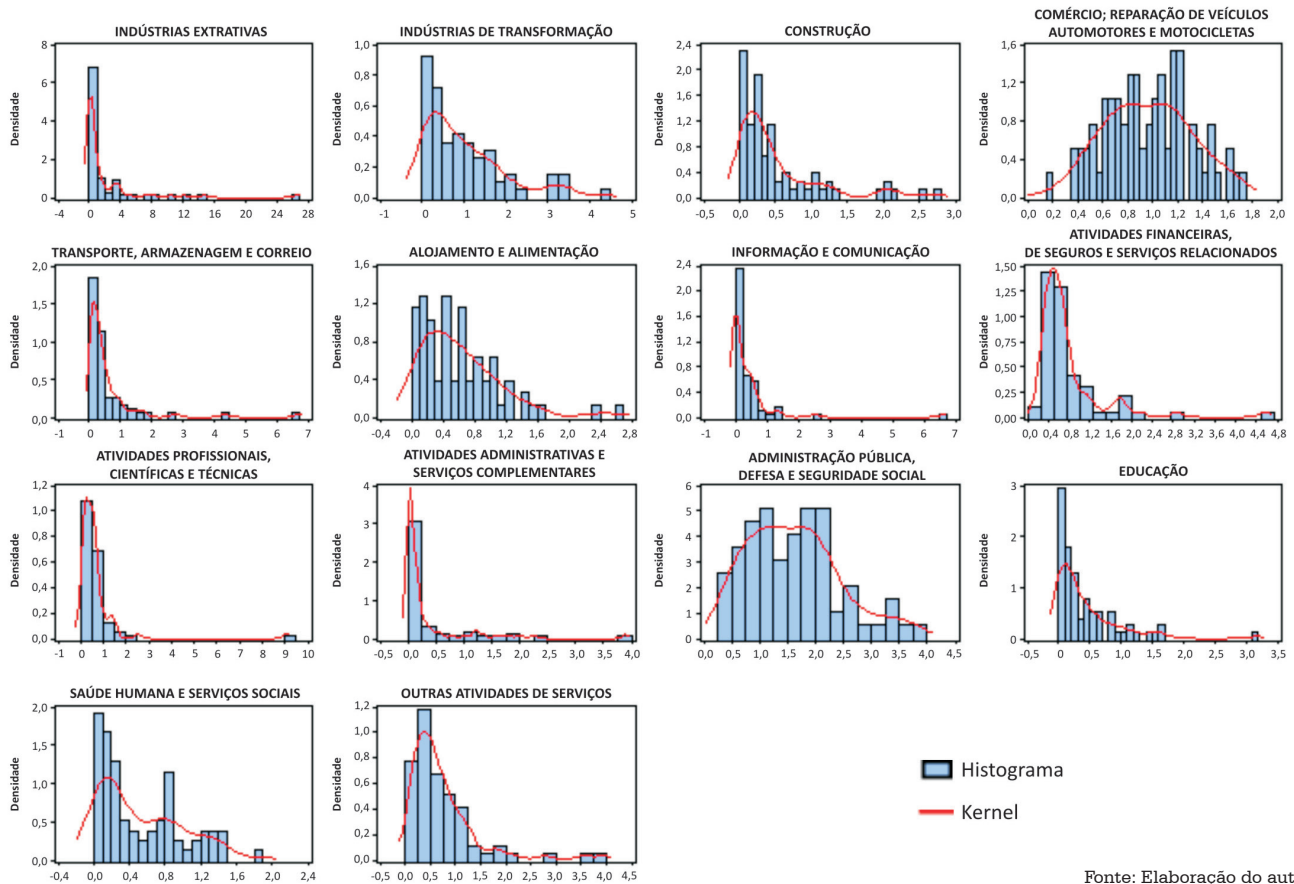 INDÚSTRIAS EXTRATIVAS
Densidade
8
6
4
2
0
-4 0 4 8 12 16 20 24 28
INDÚSTRIAS DE TRANSFORMAÇÃO
1,0
0,8
0,6
0,4
0,2
0,0
-1 0 1 2 3 4 5
CONSTRUÇÃO
Densidade
2,4
2,0
1,6
1,2
0,8
0,4
0,0
-0,5 0,0 0,5 1,0 1,5 2,0 2,5 3,0
COMÉRCIO; REPARAÇÃO DE VEÍCULOS
AUTOMOTORES E MOTOCICLETAS
Densidade
1,6
1,2
0,8
0,4
0,0
0,0 0,2 0,4 0,6 0,8 1,0 1,2 1,4 1,6 1,8 2,0
TRANSPORTE, ARMAZENAGEM E CORREIO
Densidade
2,0
1,5
1,0
0,5
0,0
-1 0 1 2 3 4 5 6 7
ALOJAMENTO E ALIMENTAÇÃO
Densidade
1,6
1,2
0,8
0,4
0,0
-0,4 0 0,4 0,8 1,2 1,6 2,0 2,4 2,8
INFORMAÇÃO E COMUNICAÇÃO
Densidade
2,4
2,0
1,6
1,2
0,8
0,4
0,0
-1 0 1 2 3 4 5 6 7
ATIVIDADES FINANCEIRAS,
DE SEGUROS E SERVIÇOS RELACIONADOS
Densidade
1,50
1,25
1,00
0,75
0,50
0,25
0,00
0,0 0,4 0,8 1,2 1,6 2,0 2,4 2,8 3,2 3,6 4,0 4,4 4,8
ATIVIDADES PROFISSIONAIS,
CIENTÍFICAS E TÉCNICAS
Densidade
1,2
1,0
0,8
0,6
0,4
0,2
0,0
-1 0 1 2 3 4 5 6 7 8 9 10
ATIVIDADES ADMINISTRATIVAS E
SERVIÇOS COMPLEMENTARES
Densidade
4
3
2
1
0
-0,5 0,0 0,5 1,0 1,5 2,0 2,5 3,0 3,5 4,0
ADMINISTRAÇÃO PÚBLICA,
DEFESA E SEGURIDADE SOCIAL
Densidade
6
5
4
3
2
1
0
0,0 0,5 1,0 1,5 2,0 2,5 3,0 3,5 4,0 4,5
EDUCAÇÃO
Densidade
3
2
1
0
-0,5 0 0,5 1,0 1,5 2,0 2,5 3,0 3,5
SAÚDE HUMANA E SERVIÇOS SOCIAIS
Densidade
2,0
1,5
1,0
0,5
0,0
-0,4 0,0 0,4 0,8 1,2 1,6 2,0 2,4
OUTRAS ATIVIDADES DE SERVIÇOS
Densidade
1,2
1,0
0,8
0,6
0,4
0,2
0,0
-0,5 0,0 0,5 1,0 1,5 2,0 2,5 3,0 3,5 4,0 4,5
Histograma
Kernel
Fonte: Elaboração do aut